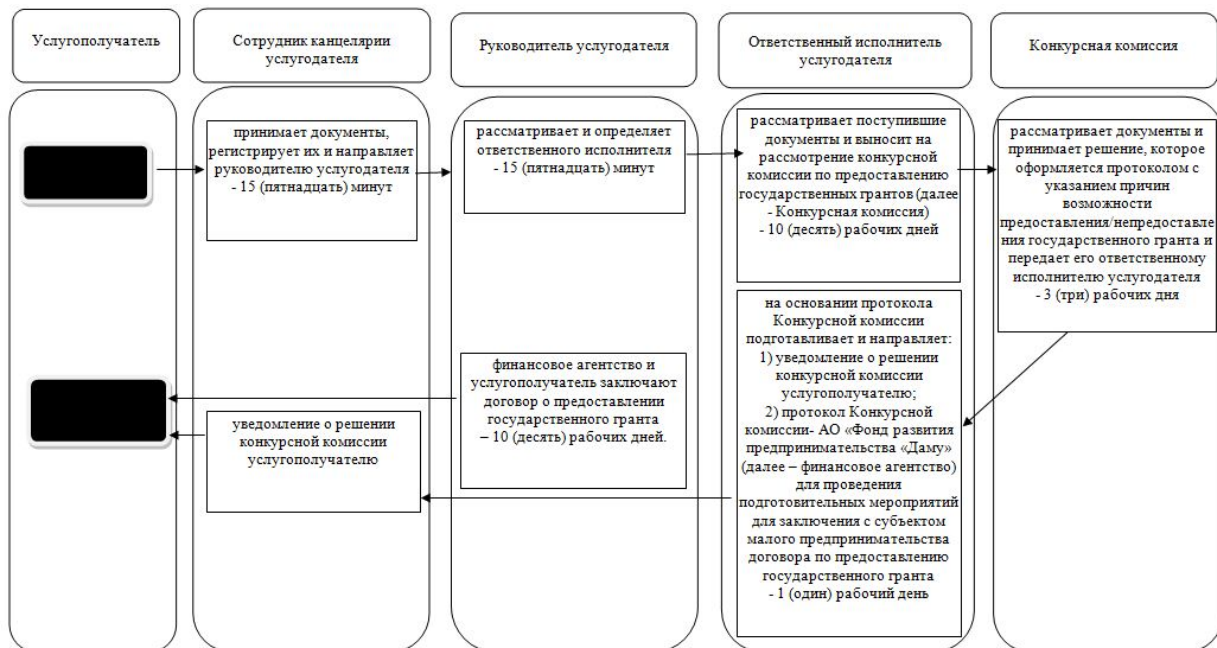 Услугополучатель
Сотрудник канцелярии
услугодателя
Руководитель услугодателя
Ответственный исполнитель
услугодателя
Конкурсная комиссия
принимает документы,
регистрирует их и направляет
руководителю услугодателя
- 15 (пятнадцать) минут
рассматривает и определяет
ответственного исполнителя
- 15 (пятнадцать) минут
рассматривает поступившие
документы и выносит на
рассмотрение конкурсной
комиссии по предоставлению
государственных грантов (далее
- Конкурсная комиссия)
- 10 (десять) рабочих дней
рассматривает документы и
принимает решение, которое
оформляется протоколом с
указанием причин
возможности
предоставления/непредоставле
ния государственного гранта и
передает его ответственному
исполнителю услугодателя
- 3 (три) рабочих дня
на основании протокола
Конкурсной комиссии
подготавливает и направляет:
1) уведомление о решении
конкурсной комиссии
услугополучателю;
2) протокол Конкурсной
комиссии- АО «Фонд развития
предпринимательства «Даму»
(далее – финансовое агентство)
для проведения
подготовительных мероприятий
для заключения с субъектом
малого предпринимательства
договора по предоставлению
государственного гранта
- 1 (один) рабочий день
финансовое агентство и
услугополучатель заключают
договор о предоставлении
государственного гранта
– 10 (десять) рабочих дней.
уведомление о решении
конкурсной комиссии
услугополучателю